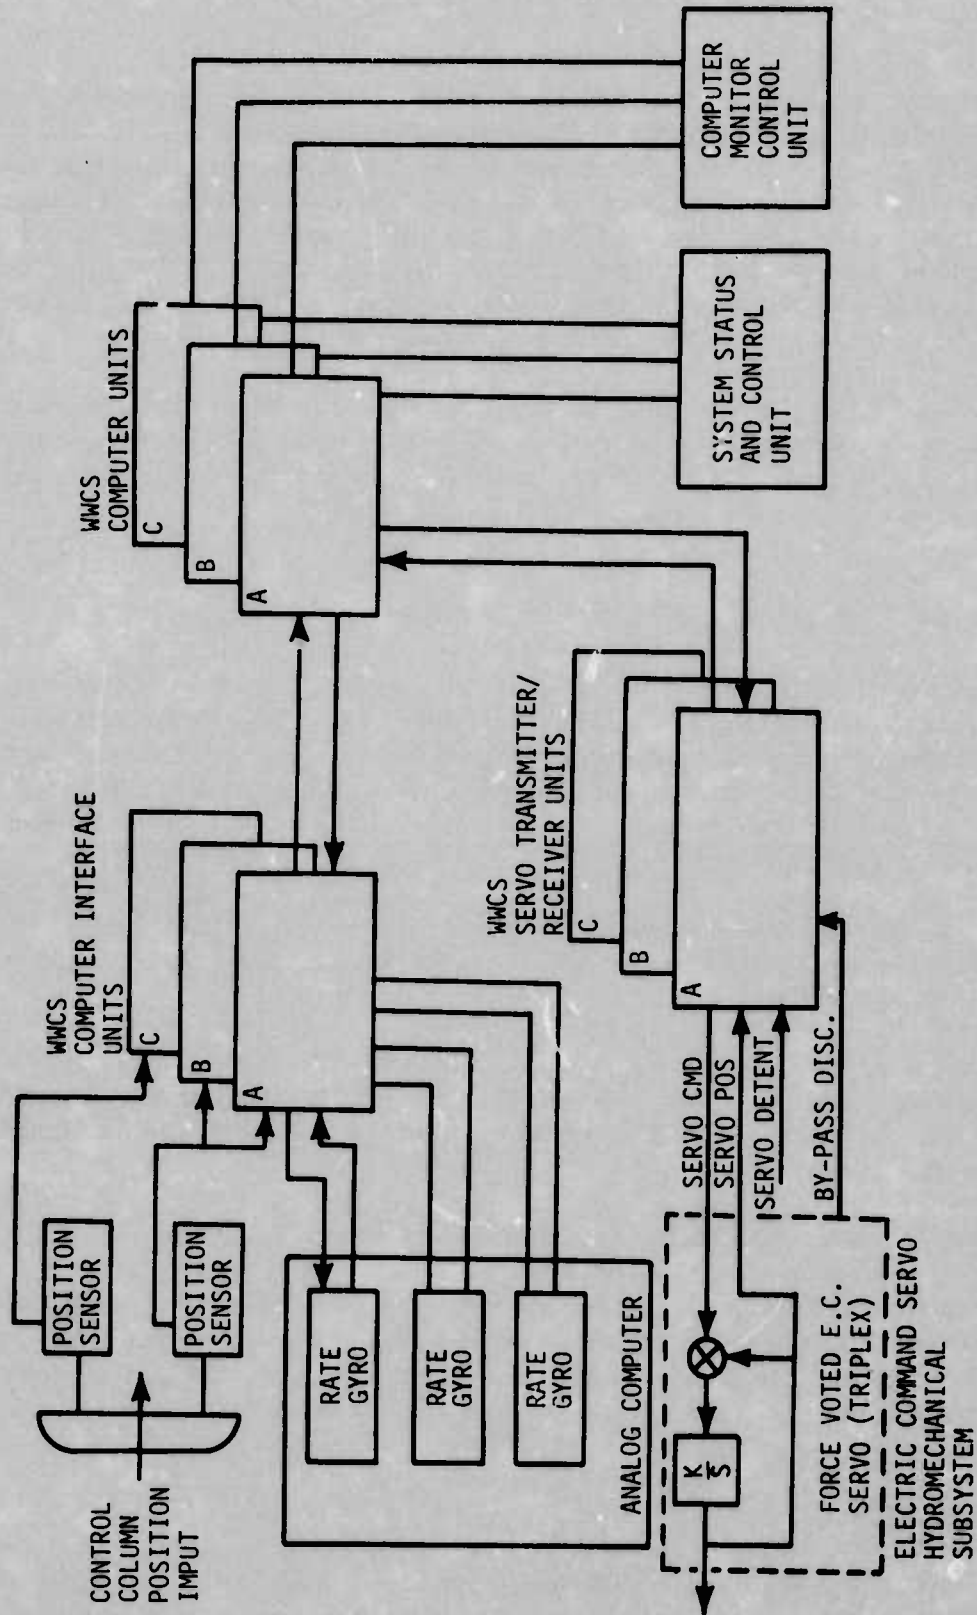 CONTROL
COLUMN
POSITION
IMPUT
POSITION
SENSOR
POSITION
SENSOR
WWCS
COMPUTER INTERFACE
UNITS
C
B
A
WWCS
COMPUTER UNITS
C
B
A
RATE
GYRO
RATE
GYRO
RATE
GYRO
ANALOG COMPUTER
WWCS
SERVO TRANSMITTER/
RECEIVER UNITS
C
B
A
SERVO CMD
SERVO POS
SERVO DETENT
BY-PASS DISC.
K
S
FORCE VOTED E.C.
SERVO (TRIPLEX)
ELECTRIC COMMAND SERVO
HYDROMECHANICAL
SUBSYSTEM
SYSTEM STATUS
AND CONTROL
UNIT
COMPUTER
MONITOR
CONTROL
UNIT